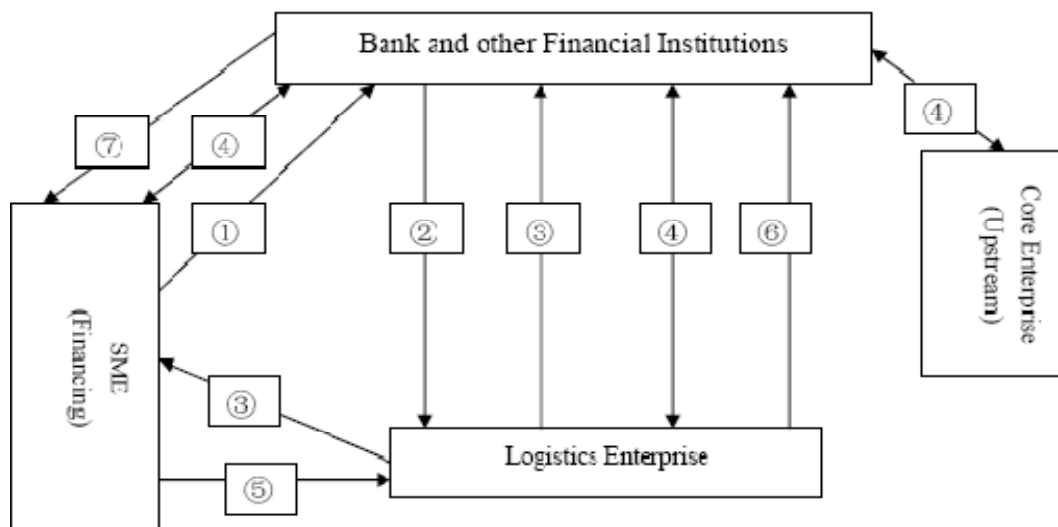 Bank and other Financial Institutions
⑦
④
④
①
②
③
④
⑥
Core Enterprise
(Upstream)
SME
(Financing)
③
Logistics Enterprise
⑤